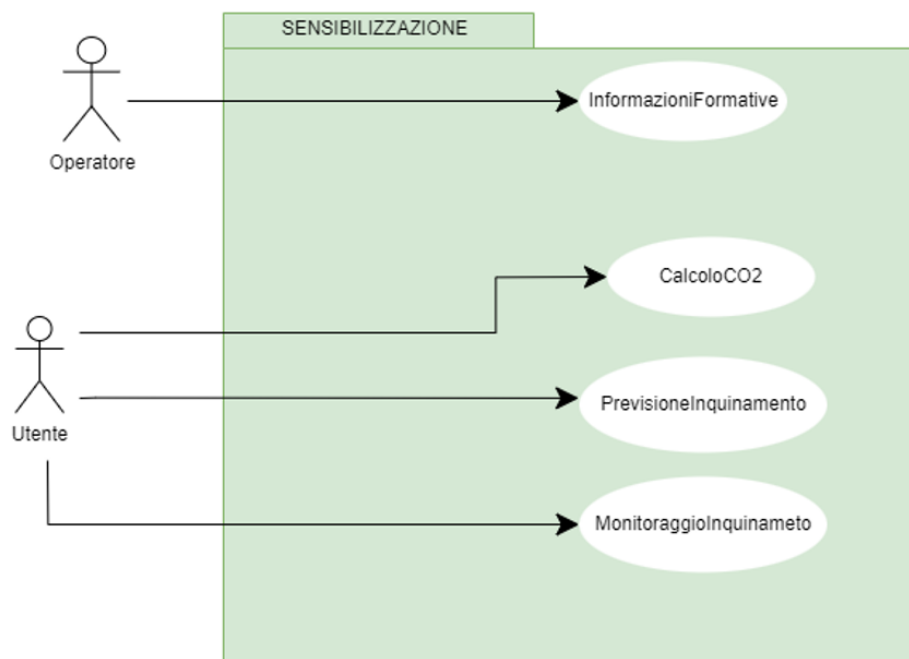 SENSIBILIZZAZIONE
InformazioniFormative
Operatore
CalcoloCO2
PrevisioneInquinamento
Utente
MonitoraggioInquinameto